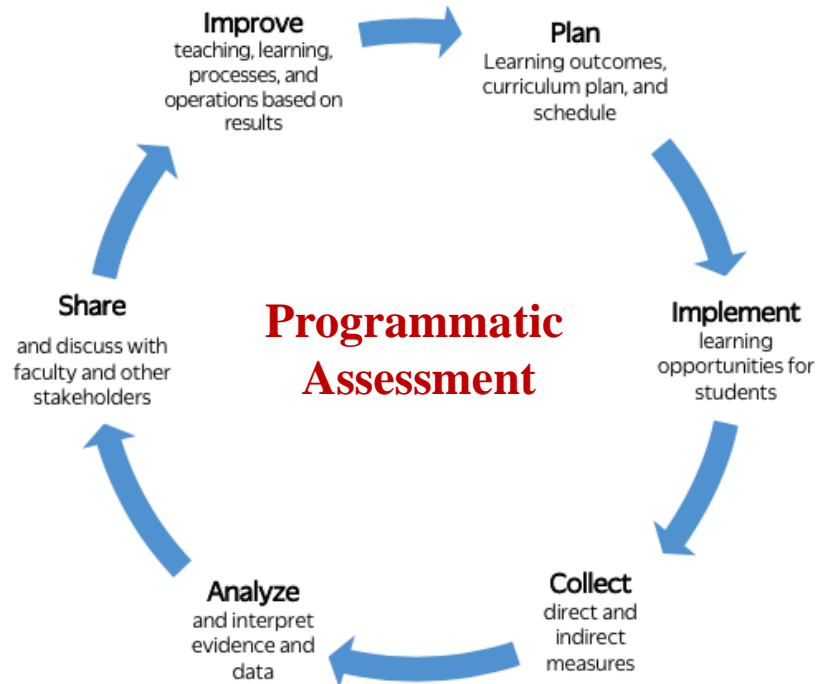 Improve
teaching, learning,
processes, and
operations based on
results
Plan
Learning outcomes,
curriculum plan, and
schedule
Implement
learning
opportunities for
students
Collect
direct and
indirect
measures
Analyze
and interpret
evidence and
data
Share
and discuss with
faculty and other
stakeholders
Programmatic
Assessment